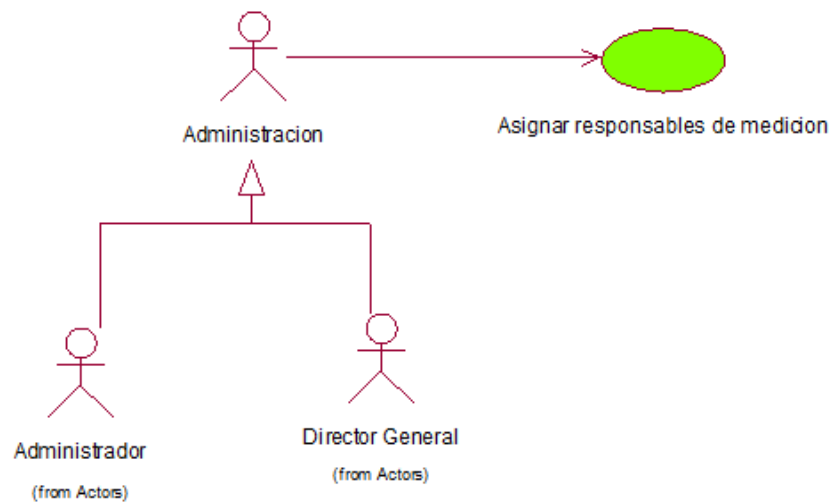 Administracion
Asignar responsables de medicion
Administrador
(from Actors)
Director General
(from Actors)